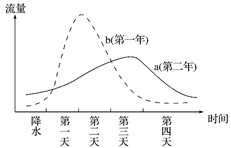 流量
b(第一年)
a(第二年)
降水 第一天 第二天 第三天 第四天 时间